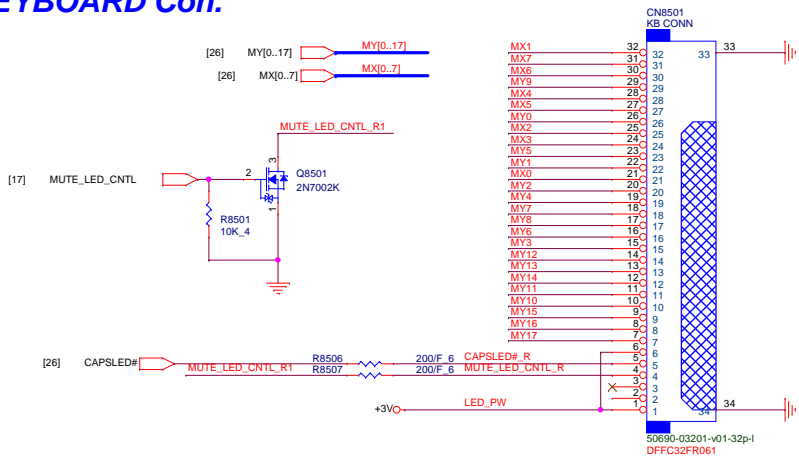 KEYBOARD Con.
CN8501
KB CONN
[26] MY[0..17] MY[0..17]
[26] MX[0..7] MX[0..7]
MUTE_LED_CNTL_R1
[17] MUTE_LED_CNTL
2
3
1
Q8501
2N7002K
R8501
10K_4
MX1 32 32
MX7 31 31
MX6 30 30
MY9 29 29
MX4 28 28
MX5 27 27
MY0 26 26
MX2 25 25
MX3 24 24
MY5 23 23
MY1 22 22
MX0 21 21
MY2 20 20
MY4 19 19
MY7 18 18
MY8 17 17
MY6 16 16
MY3 15 15
MY12 14 14
MY13 13 13
MY14 12 12
MY11 11 11
MY10 10 10
MY15 9 9
MY16 8 8
MY17 7 7
6 6
5 5
4 4
3 3
2 2
1 1
33 33
34 34
[26] CAPSLED# R8506 200/F_6 CAPSLED#_R
MUTE_LED_CNTL_R1 R8507 200/F_6 MUTE_LED_CNTL_R
+3V LED_PW
50690-03201-v01-32p-l
DFFC32FR061